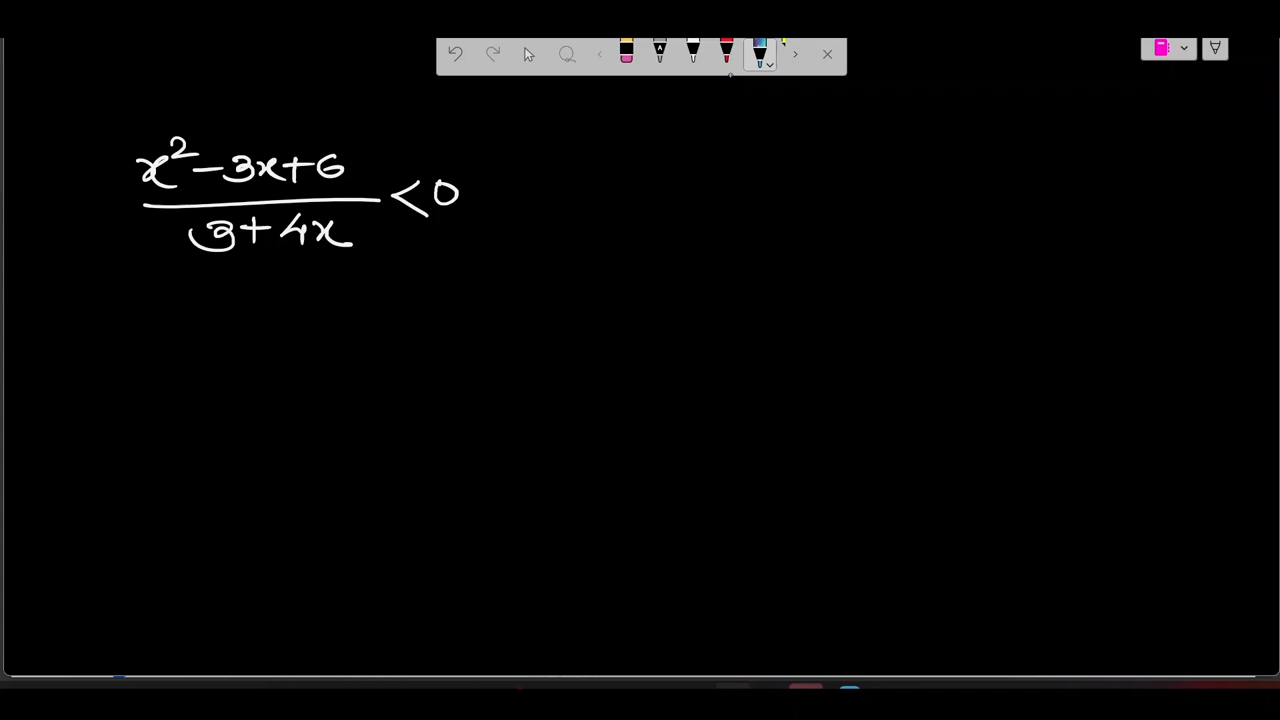 x² - 3x + 6
3 + 4x
< 0